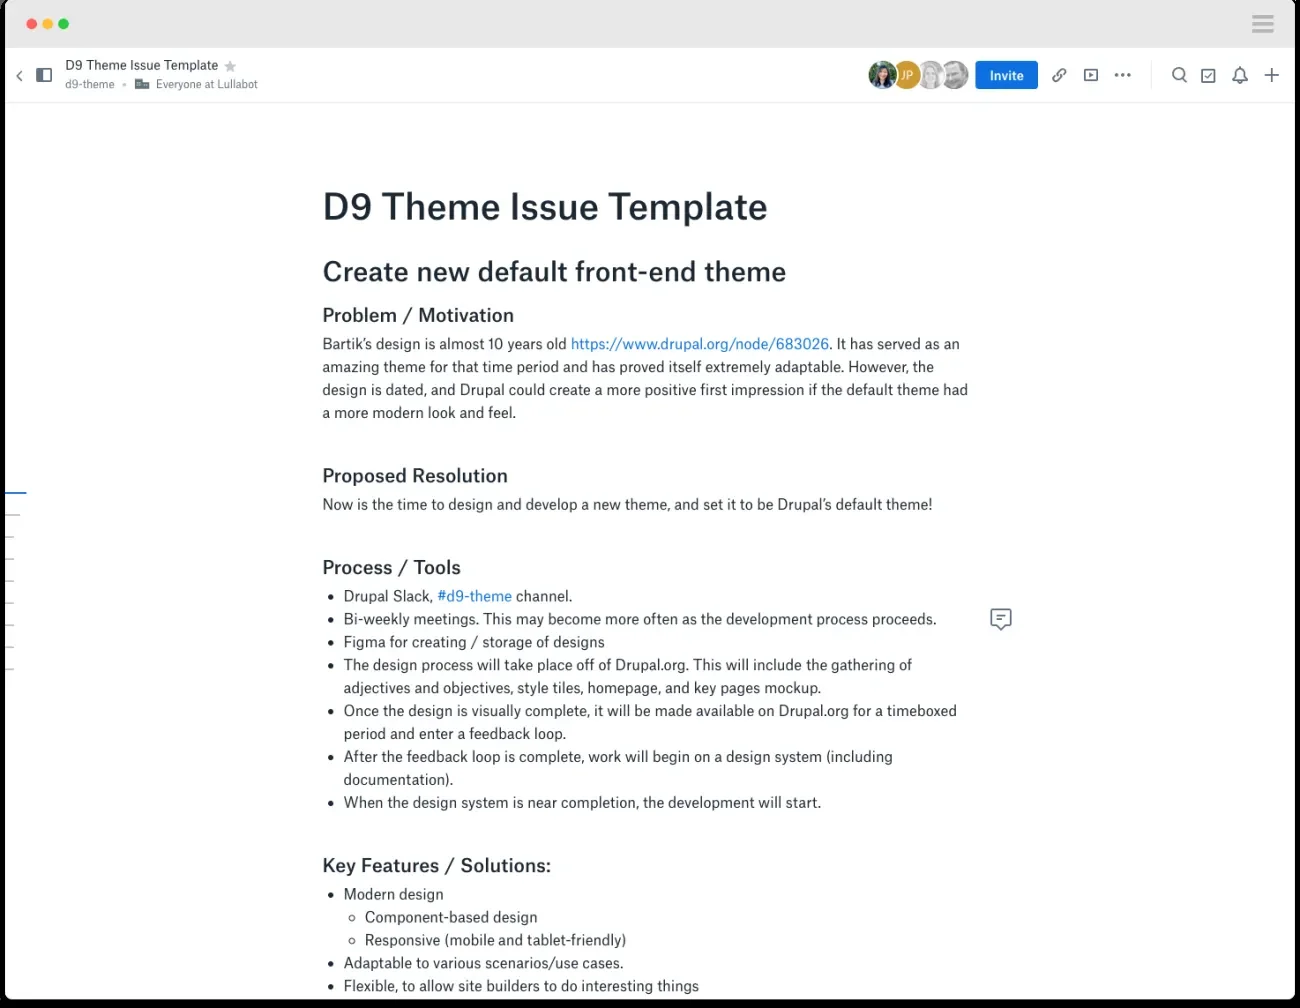 D9 Theme Issue Template
d9-theme • Everyone at Lullabot
JP
Invite
D9 Theme Issue Template
Create new default front-end theme
Problem / Motivation
Bartik’s design is almost 10 years old https://www.drupal.org/node/683026. It has served as an
amazing theme for that time period and has proved itself extremely adaptable. However, the
design is dated, and Drupal could create a more positive first impression if the default theme had
a more modern look and feel.
Proposed Resolution
Now is the time to design and develop a new theme, and set it to be Drupal’s default theme!
Process / Tools
• Drupal Slack, #d9-theme channel.
• Bi-weekly meetings. This may become more often as the development process proceeds.
• Figma for creating / storage of designs
• The design process will take place off of Drupal.org. This will include the gathering of
adjectives and objectives, style tiles, homepage, and key pages mockup.
• Once the design is visually complete, it will be made available on Drupal.org for a timeboxed
period and enter a feedback loop.
• After the feedback loop is complete, work will begin on a design system (including
documentation).
• When the design system is near completion, the development will start.
Key Features / Solutions:
• Modern design
◦ Component-based design
◦ Responsive (mobile and tablet-friendly)
• Adaptable to various scenarios/use cases.
• Flexible, to allow site builders to do interesting things